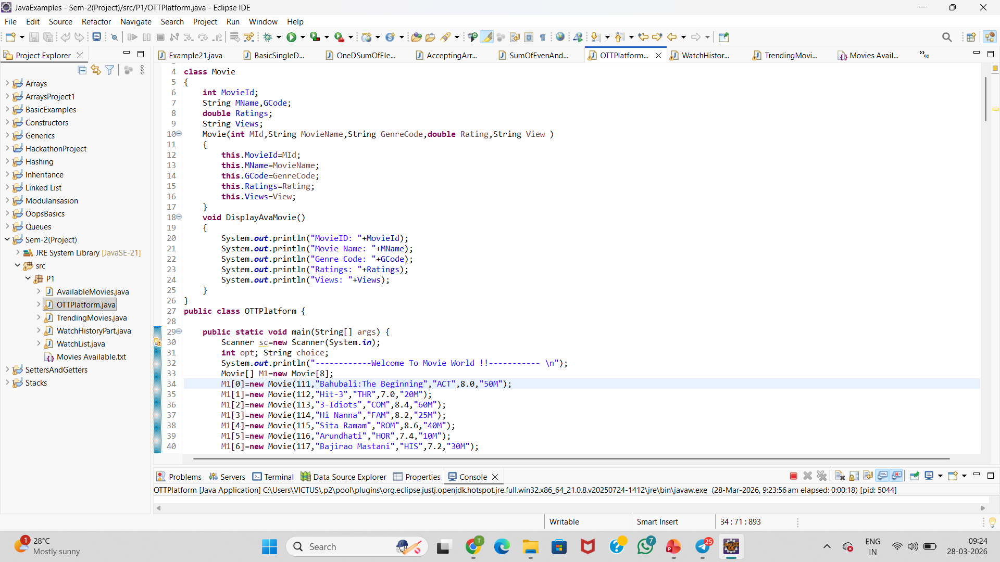 JavaExamples - Sem-2(Project)/src/P1/OTTPlatform.java - Eclipse IDE
File Edit Source Refactor Navigate Search Project Run Window Help
Project Explorer
Example21.java BasicSingleD... OneDSumOfEle... AcceptingArr... SumOfEvenAnd... OTTPlatform... WatchHistor... TrendingMovi... Movies Avail... »90
Arrays
ArraysProject1
BasicExamples
Constructors
Generics
HackathonProject
Hashing
Inheritance
Linked List
Modularisasion
OopsBasics
Queues
Sem-2(Project)
JRE System Library [JavaSE-21]
src
P1
AvailableMovies.java
OTTPlatform.java
TrendingMovies.java
WatchHistoryPart.java
WatchList.java
Movies Available.txt
SettersAndGetters
Stacks
4 class Movie
5 {
6 int MovieId;
7 String MName,GCode;
8 double Ratings;
9 String Views;
10 Movie(int MId,String MovieName,String GenreCode,double Rating,String View )
11 {
12 this.MovieId=MId;
13 this.MName=MovieName;
14 this.GCode=GenreCode;
15 this.Ratings=Rating;
16 this.Views=View;
17 }
18 void DisplayAvaMovie()
19 {
20 System.out.println("MovieID: "+MovieId);
21 System.out.println("Movie Name: "+MName);
22 System.out.println("Genre Code: "+GCode);
23 System.out.println("Ratings: "+Ratings);
24 System.out.println("Views: "+Views);
25 }
26 }
27 public class OTTPlatform {
28
29 public static void main(String[] args) {
30 Scanner sc=new Scanner(System.in);
31 int opt; String choice;
32 System.out.println("------------Welcome To Movie World !!----------- \n");
33 Movie[] M1=new Movie[8];
34 M1[0]=new Movie(111,"Bahubali:The Beginning","ACT",8.0,"50M");
35 M1[1]=new Movie(112,"Hit-3","THR",7.0,"20M");
36 M1[2]=new Movie(113,"3-Idiots","COM",8.4,"60M");
37 M1[3]=new Movie(114,"Hi Nanna","FAM",8.2,"25M");
38 M1[4]=new Movie(115,"Sita Ramam","ROM",8.6,"40M");
39 M1[5]=new Movie(116,"Arundhati","HOR",7.4,"10M");
40 M1[6]=new Movie(117,"Bajirao Mastani","HIS",7.2,"30M");
Problems Servers Terminal Data Source Explorer Properties Console
OTTPlatform [Java Application] C:\Users\VICTUS\.p2\pool\plugins\org.eclipse.justj.openjdk.hotspot.jre.full.win32.x86_64_21.0.8.v20250724-1412\jre\bin\javaw.exe (28-Mar-2026, 9:23:56 am elapsed: 0:00:18) [pid: 5044]
Writable Smart Insert 34 : 71 : 893
1 28°C
Mostly sunny
Search
T
7
25
Java EE
IDE
ENG
IN
09:24
28-03-2026